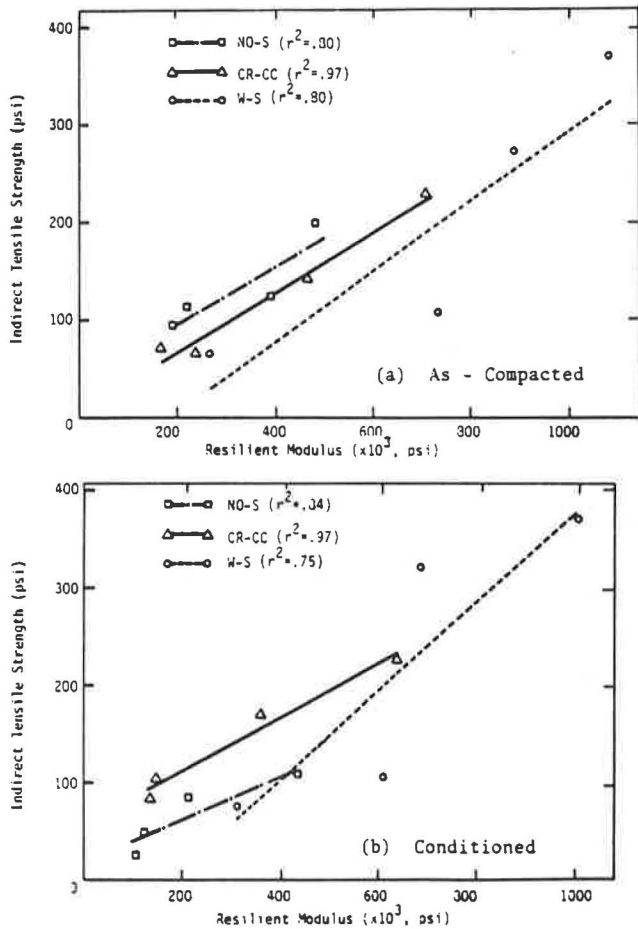 400
300
200
100
0
Indirect Tensile Strength (psi)
NO-S (r²=.80)
CR-CC (r²=.97)
W-S (r²=.80)
(a) As - Compacted
200 400 600 300 1000
Resilient Modulus (x10³, psi)
400
300
200
100
0
Indirect Tensile Strength (psi)
NO-S (r²=.84)
CR-CC (r²=.97)
W-S (r²=.75)
(b) Conditioned
200 400 600 300 1000
Resilient Modulus (x10³, psi)